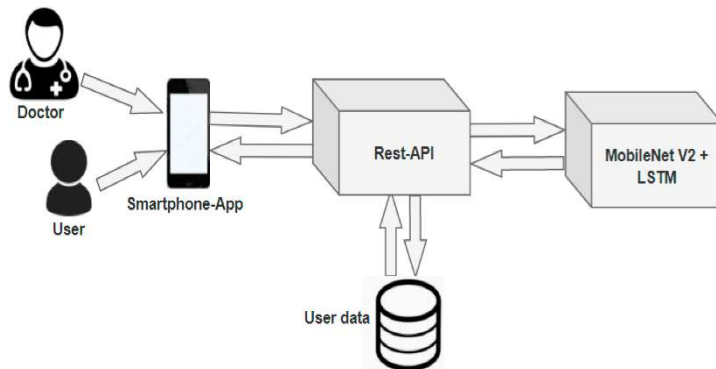 Doctor
User
Smartphone-App
Rest-API
MobileNet V2 +
LSTM
User data